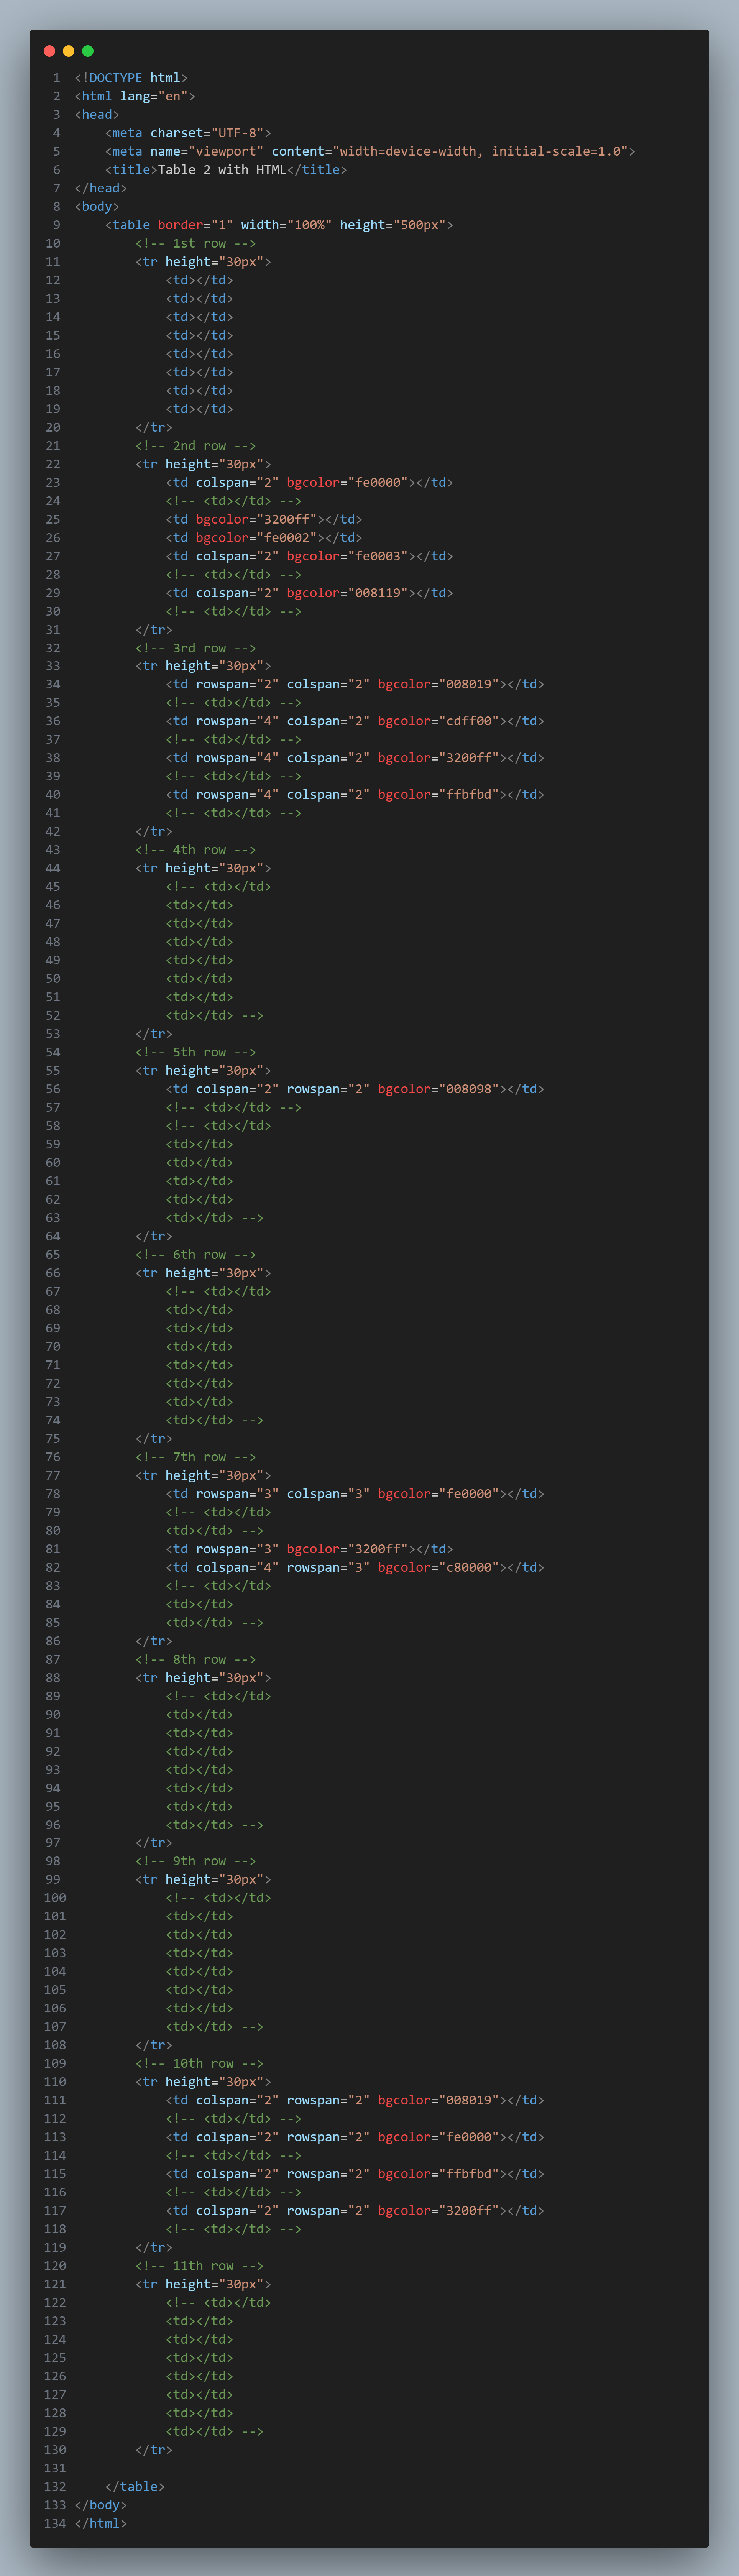 1 <!DOCTYPE html>
2 <html lang="en">
3 <head>
4     <meta charset="UTF-8">
5     <meta name="viewport" content="width=device-width, initial-scale=1.0">
6     <title>Table 2 with HTML</title>
7 </head>
8 <body>
9     <table border="1" width="100%" height="500px">
10         <!-- 1st row -->
11         <tr height="30px">
12             <td></td>
13             <td></td>
14             <td></td>
15             <td></td>
16             <td></td>
17             <td></td>
18             <td></td>
19             <td></td>
20         </tr>
21         <!-- 2nd row -->
22         <tr height="30px">
23             <td colspan="2" bgcolor="fe0000"></td>
24             <!-- <td></td> -->
25             <td bgcolor="3200ff"></td>
26             <td bgcolor="fe0002"></td>
27             <td colspan="2" bgcolor="fe0003"></td>
28             <!-- <td></td> -->
29             <td colspan="2" bgcolor="008119"></td>
30             <!-- <td></td> -->
31         </tr>
32         <!-- 3rd row -->
33         <tr height="30px">
34             <td rowspan="2" colspan="2" bgcolor="008019"></td>
35             <!-- <td></td> -->
36             <td rowspan="4" colspan="2" bgcolor="cdff00"></td>
37             <!-- <td></td> -->
38             <td rowspan="4" colspan="2" bgcolor="3200ff"></td>
39             <!-- <td></td> -->
40             <td rowspan="4" colspan="2" bgcolor="ffbfbd"></td>
41             <!-- <td></td> -->
42         </tr>
43         <!-- 4th row -->
44         <tr height="30px">
45             <!-- <td></td>
46             <td></td>
47             <td></td>
48             <td></td>
49             <td></td>
50             <td></td>
51             <td></td>
52             <td></td> -->
53         </tr>
54         <!-- 5th row -->
55         <tr height="30px">
56             <td colspan="2" rowspan="2" bgcolor="008098"></td>
57             <!-- <td></td> -->
58             <!-- <td></td>
59             <td></td>
60             <td></td>
61             <td></td>
62             <td></td>
63             <td></td> -->
64         </tr>
65         <!-- 6th row -->
66         <tr height="30px">
67             <!-- <td></td>
68             <td></td>
69             <td></td>
70             <td></td>
71             <td></td>
72             <td></td>
73             <td></td>
74             <td></td> -->
75         </tr>
76         <!-- 7th row -->
77         <tr height="30px">
78             <td rowspan="3" colspan="3" bgcolor="fe0000"></td>
79             <!-- <td></td>
80             <td></td> -->
81             <td rowspan="3" bgcolor="3200ff"></td>
82             <td colspan="4" rowspan="3" bgcolor="c80000"></td>
83             <!-- <td></td>
84             <td></td>
85             <td></td> -->
86         </tr>
87         <!-- 8th row -->
88         <tr height="30px">
89             <!-- <td></td>
90             <td></td>
91             <td></td>
92             <td></td>
93             <td></td>
94             <td></td>
95             <td></td>
96             <td></td> -->
97         </tr>
98         <!-- 9th row -->
99         <tr height="30px">
100             <!-- <td></td>
101             <td></td>
102             <td></td>
103             <td></td>
104             <td></td>
105             <td></td>
106             <td></td>
107             <td></td> -->
108         </tr>
109         <!-- 10th row -->
110         <tr height="30px">
111             <td colspan="2" rowspan="2" bgcolor="008019"></td>
112             <!-- <td></td> -->
113             <td colspan="2" rowspan="2" bgcolor="fe0000"></td>
114             <!-- <td></td> -->
115             <td colspan="2" rowspan="2" bgcolor="ffbfbd"></td>
116             <!-- <td></td> -->
117             <td colspan="2" rowspan="2" bgcolor="3200ff"></td>
118             <!-- <td></td> -->
119         </tr>
120         <!-- 11th row -->
121         <tr height="30px">
122             <!-- <td></td>
123             <td></td>
124             <td></td>
125             <td></td>
126             <td></td>
127             <td></td>
128             <td></td>
129             <td></td> -->
130         </tr>
131
132     </table>
133 </body>
134 </html>